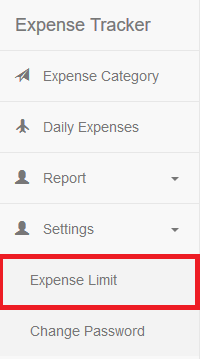 Expense Tracker
Expense Category
Daily Expenses
Report
Settings
Expense Limit
Change Password